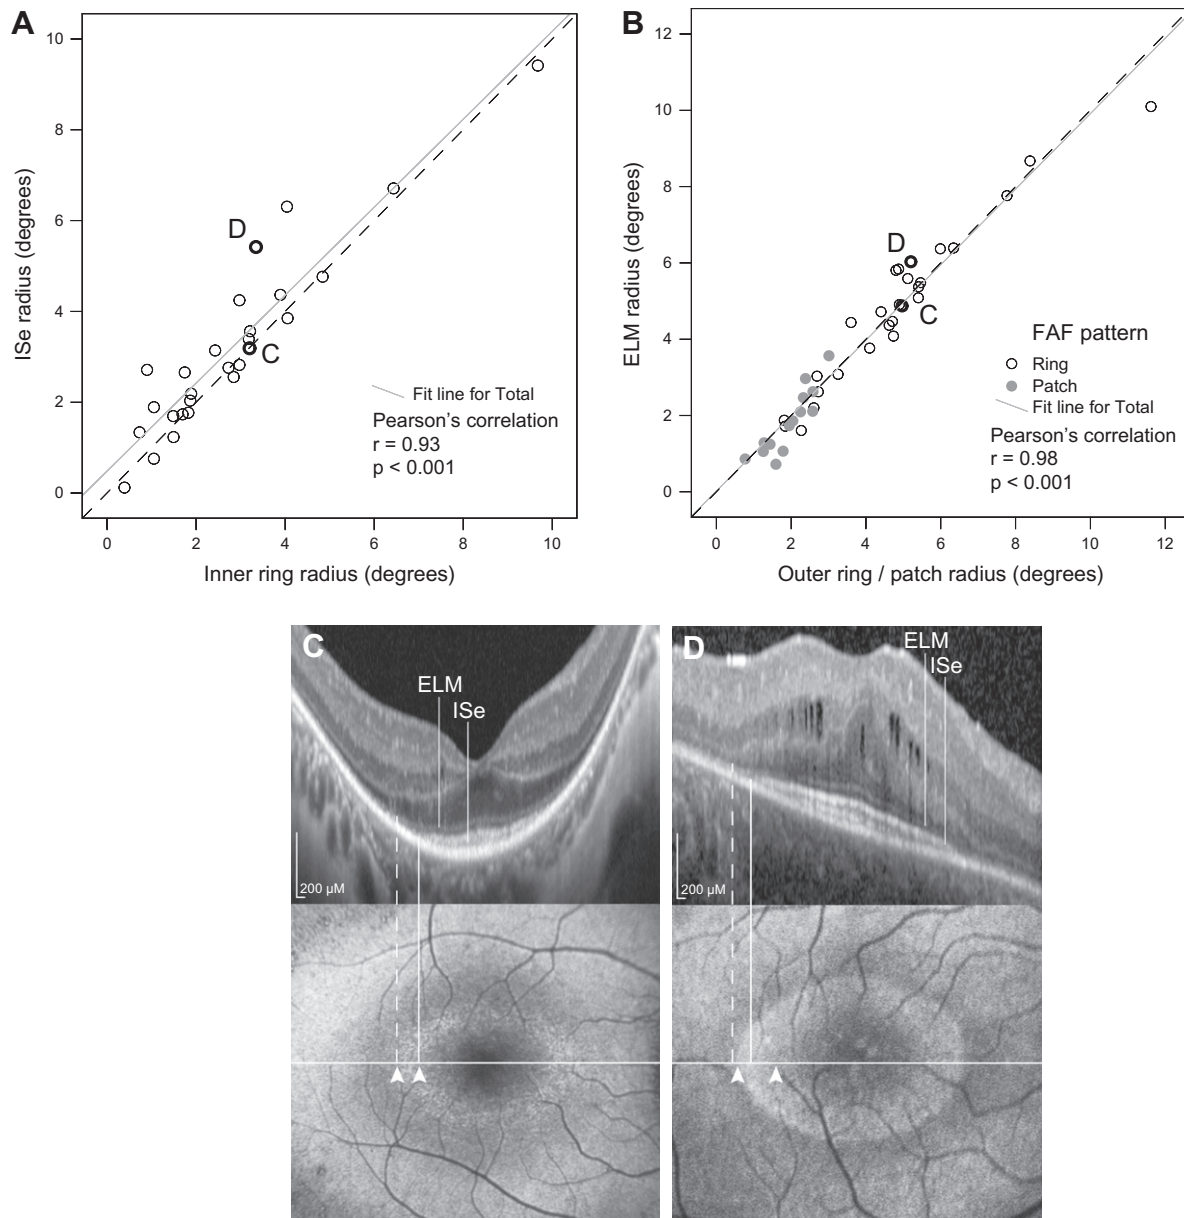 A
10
8
6
4
2
0
ISe radius (degrees)
D
C
Fit line for Total
Pearson's correlation
r = 0.93
p < 0.001
0 2 4 6 8 10
Inner ring radius (degrees)
B
12
10
8
6
4
2
0
ELM radius (degrees)
D
C
FAF pattern
Ring
Patch
Fit line for Total
Pearson's correlation
r = 0.98
p < 0.001
0 2 4 6 8 10 12
Outer ring / patch radius (degrees)
C
ELM
ISe
200 µM
D
ELM
ISe
200 µM